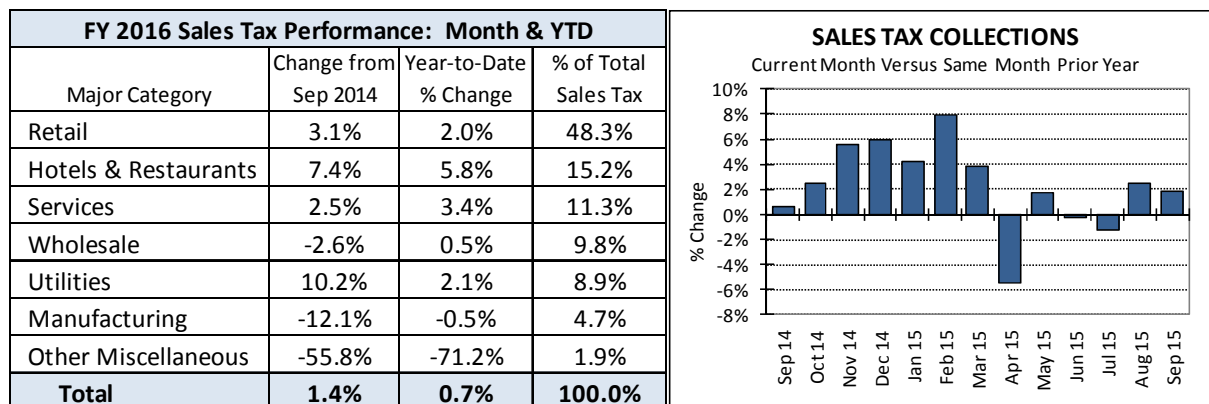 FY 2016 Sales Tax Performance: Month & YTD
Major Category Change from Sep 2014 Year-to-Date % Change % of Total Sales Tax
Retail 3.1% 2.0% 48.3%
Hotels & Restaurants 7.4% 5.8% 15.2%
Services 2.5% 3.4% 11.3%
Wholesale -2.6% 0.5% 9.8%
Utilities 10.2% 2.1% 8.9%
Manufacturing -12.1% -0.5% 4.7%
Other Miscellaneous -55.8% -71.2% 1.9%
Total 1.4% 0.7% 100.0%
SALES TAX COLLECTIONS
Current Month Versus Same Month Prior Year
% Change
10%
8%
6%
4%
2%
0%
-2%
-4%
-6%
-8%
Sep 14
Oct 14
Nov 14
Dec 14
Jan 15
Feb 15
Mar 15
Apr 15
May 15
Jun 15
Jul 15
Aug 15
Sep 15